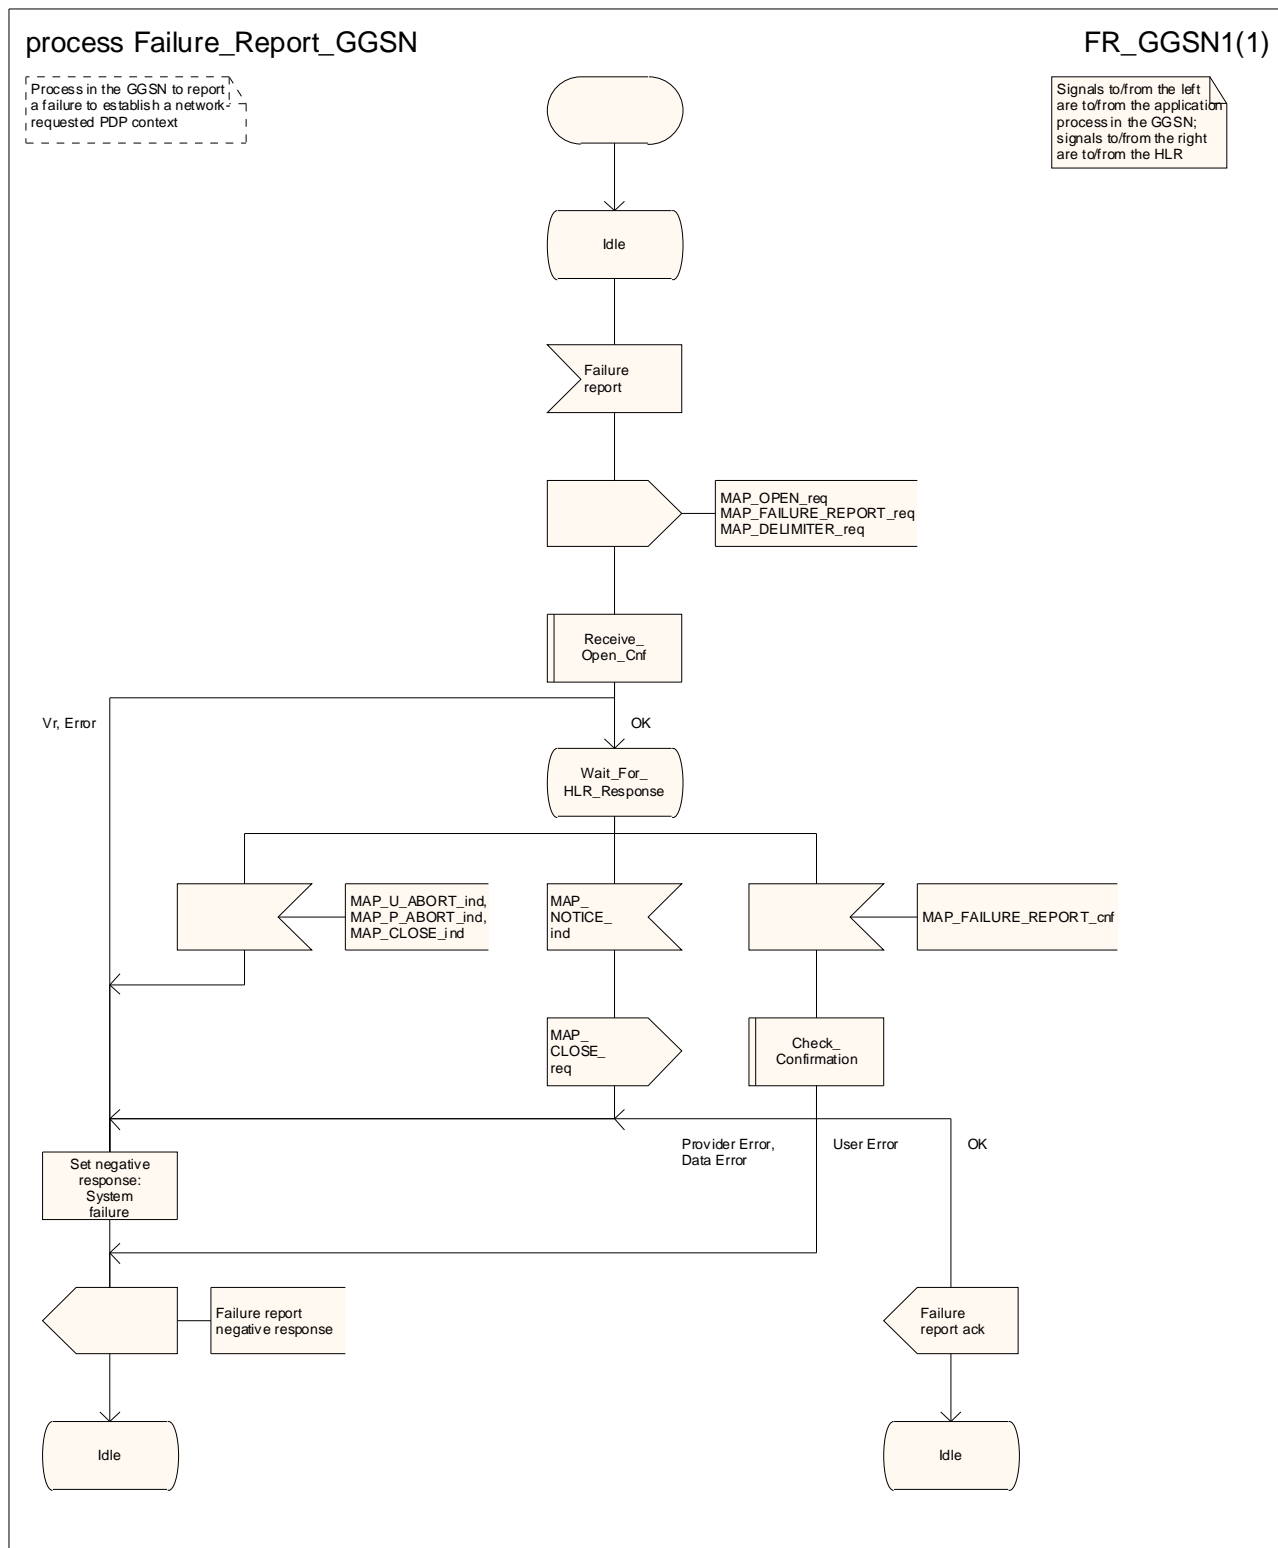 process Failure_Report_GGSN
FR_GGSN1(1)
Process in the GGSN to report
a failure to establish a network-
requested PDP context
Signals to/from the left
are to/from the application
process in the GGSN;
signals to/from the right
are to/from the HLR
Idle
Failure
report
MAP_OPEN_req
MAP_FAILURE_REPORT_req
MAP_DELIMITER_req
Receive_
Open_Cnf
Vr, Error
OK
Wait_For_
HLR_Response
MAP_U_ABORT_ind,
MAP_P_ABORT_ind,
MAP_CLOSE_ind
MAP_
NOTICE_
ind
MAP_FAILURE_REPORT_cnf
MAP_
CLOSE_
req
Check_
Confirmation
Provider Error,
Data Error
User Error
OK
Set negative
response:
System
failure
Failure report
negative response
Failure
report ack
Idle
Idle